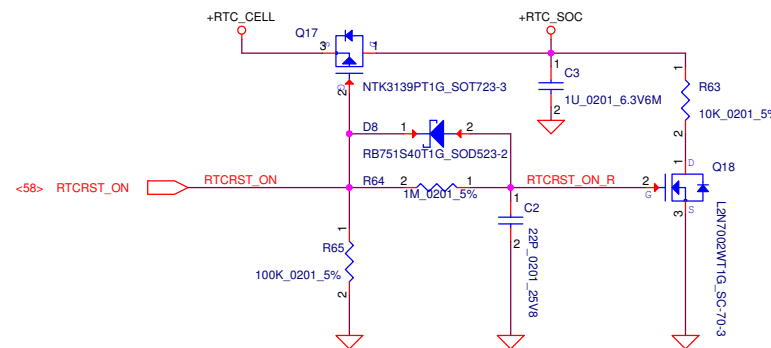 +RTC_CELL
+RTC_SOC
Q17
3
S
D
1
G
2
NTK3139PT1G_SOT723-3
1
C3
1U_0201_6.3V6M
2
1
R63
10K_0201_5%
2
D8
1
2
RB751S40T1G_SOD523-2
<58> RTCRST_ON
RTCRST_ON
R64
2
1
1M_0201_5%
RTCRST_ON_R
2
G
1
D
Q18
3
S
L2N7002WT1G_SC-70-3
1
C2
2
22P_0201_25V8
1
R65
100K_0201_5%
2